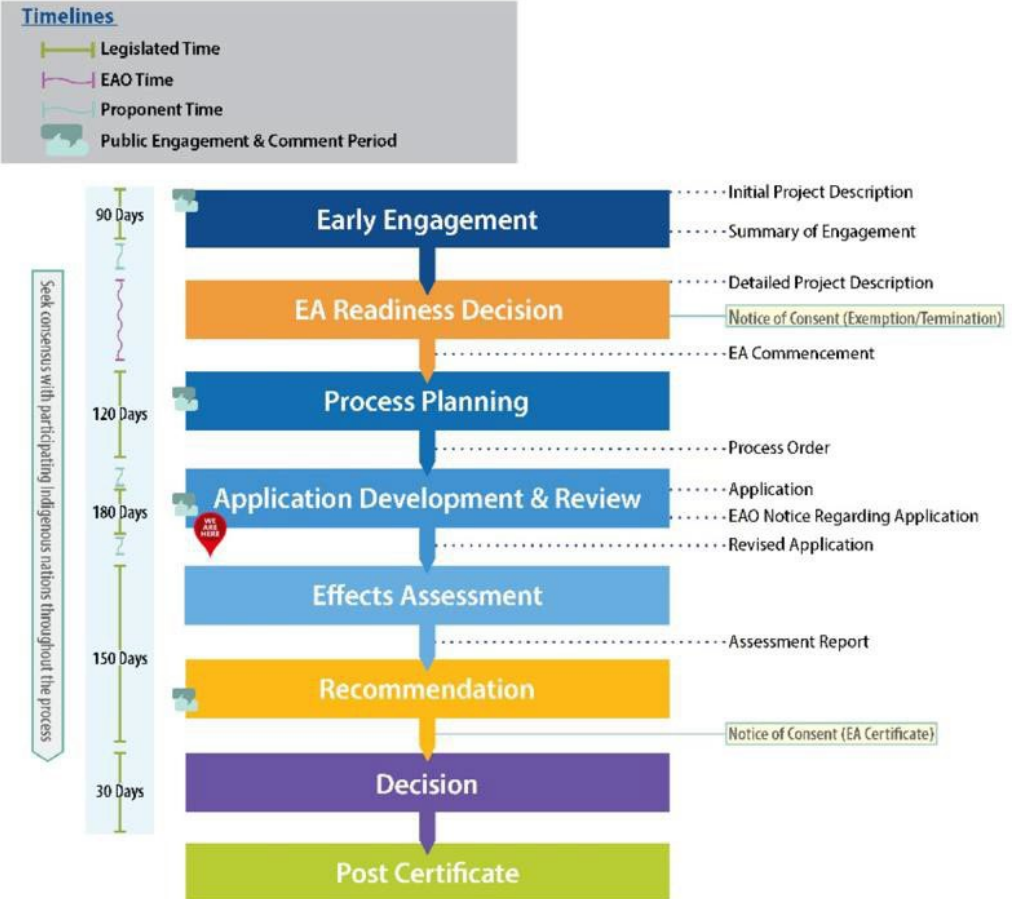 Timelines
Legislated Time
EAO Time
Proponent Time
Public Engagement & Comment Period
Seek consensus with participating Indigenous nations throughout the process
90 Days
Early Engagement
Initial Project Description
Summary of Engagement
EA Readiness Decision
Detailed Project Description
Notice of Consent (Exemption/Termination)
EA Commencement
120 Days
Process Planning
Process Order
180 Days
Application Development & Review
WE
ARE
HERE
Application
EAO Notice Regarding Application
Revised Application
Effects Assessment
Assessment Report
150 Days
Recommendation
Notice of Consent (EA Certificate)
30 Days
Decision
Post Certificate